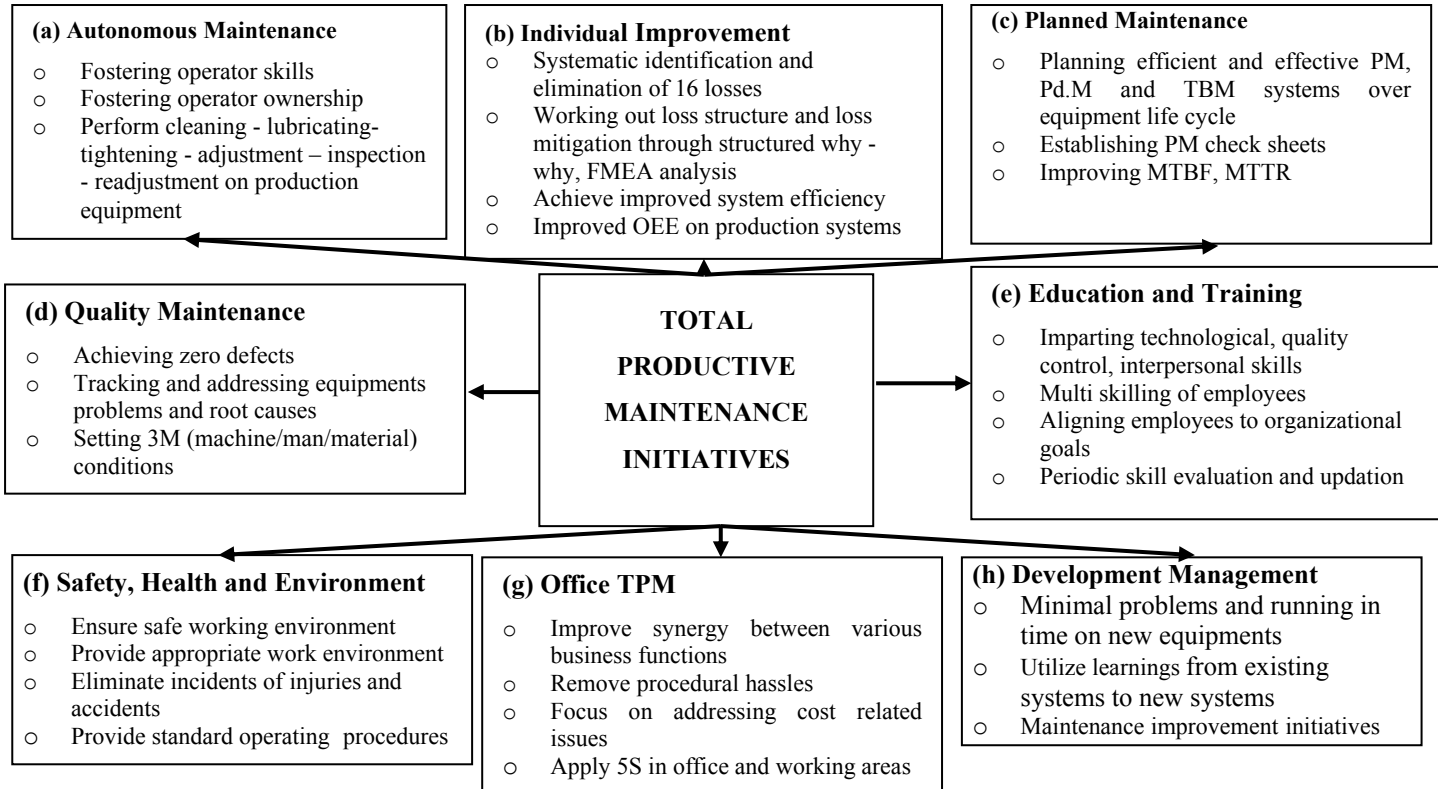 (a) Autonomous Maintenance
o Fostering operator skills
o Fostering operator ownership
o Perform cleaning - lubricating-
tightening - adjustment – inspection
- readjustment on production
equipment
(b) Individual Improvement
o Systematic identification and
elimination of 16 losses
o Working out loss structure and loss
mitigation through structured why -
why, FMEA analysis
o Achieve improved system efficiency
o Improved OEE on production systems
(c) Planned Maintenance
o Planning efficient and effective PM,
Pd.M and TBM systems over
equipment life cycle
o Establishing PM check sheets
o Improving MTBF, MTTR
(d) Quality Maintenance
o Achieving zero defects
o Tracking and addressing equipments
problems and root causes
o Setting 3M (machine/man/material)
conditions
TOTAL
PRODUCTIVE
MAINTENANCE
INITIATIVES
(e) Education and Training
o Imparting technological, quality
control, interpersonal skills
o Multi skilling of employees
o Aligning employees to organizational
goals
o Periodic skill evaluation and updation
(f) Safety, Health and Environment
o Ensure safe working environment
o Provide appropriate work environment
o Eliminate incidents of injuries and
accidents
o Provide standard operating procedures
(g) Office TPM
o Improve synergy between various
business functions
o Remove procedural hassles
o Focus on addressing cost related
issues
o Apply 5S in office and working areas
(h) Development Management
o Minimal problems and running in
time on new equipments
o Utilize learnings from existing
systems to new systems
o Maintenance improvement initiatives